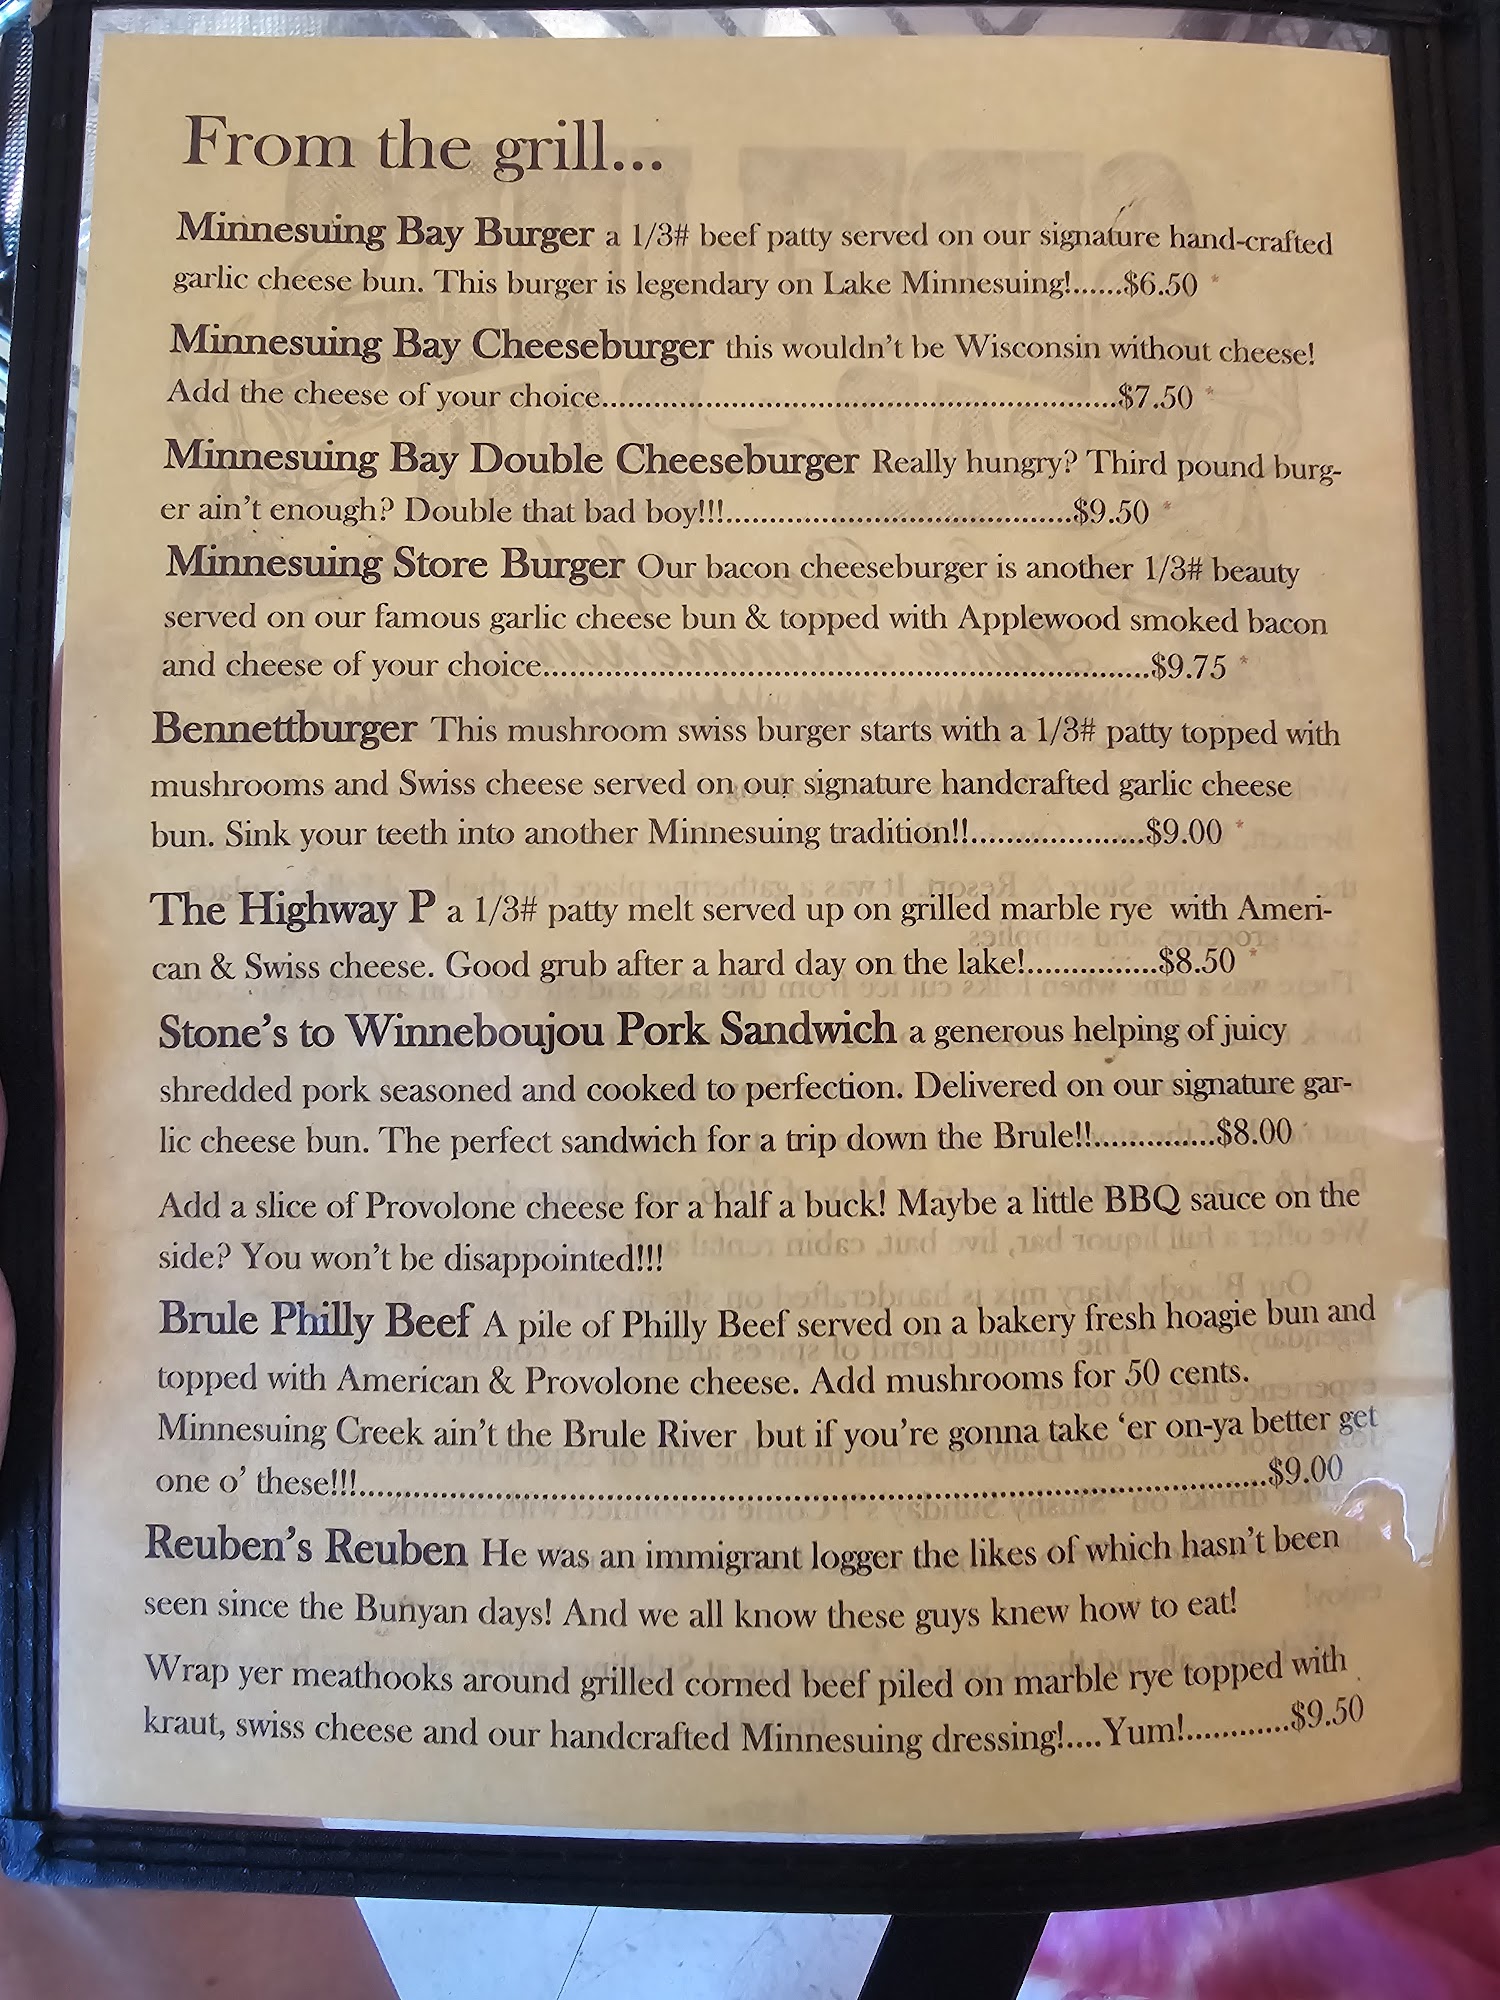 From the grill...
Minnesuing Bay Burger a 1/3# beef patty served on our signature hand-crafted
garlic cheese bun. This burger is legendary on Lake Minnesuing!......$6.50 *
Minnesuing Bay Cheeseburger this wouldn't be Wisconsin without cheese!
Add the cheese of your choice.............................................................$7.50 *
Minnesuing Bay Double Cheeseburger Really hungry? Third pound burg-
er ain't enough? Double that bad boy!!!.........................................$9.50 *
Minnesuing Store Burger Our bacon cheeseburger is another 1/3# beauty
served on our famous garlic cheese bun & topped with Applewood smoked bacon
and cheese of your choice........................................................................$9.75 *
Bennettburger This mushroom swiss burger starts with a 1/3# patty topped with
mushrooms and Swiss cheese served on our signature handcrafted garlic cheese
bun. Sink your teeth into another Minnesuing tradition!!....................$9.00 *
The Highway P a 1/3# patty melt served up on grilled marble rye with Ameri-
can & Swiss cheese. Good grub after a hard day on the lake!...............$8.50 *
Stone's to Winneboujou Pork Sandwich a generous helping of juicy
shredded pork seasoned and cooked to perfection. Delivered on our signature gar-
lic cheese bun. The perfect sandwich for a trip down the Brule!!..............$8.00
Add a slice of Provolone cheese for a half a buck! Maybe a little BBQ sauce on the
side? You won't be disappointed!!!
Brule Philly Beef A pile of Philly Beef served on a bakery fresh hoagie bun and
topped with American & Provolone cheese. Add mushrooms for 50 cents.
Minnesuing Creek ain't the Brule River but if you're gonna take 'er on-ya better get
one o' these!!!...........................................................................................................$9.00
Reuben's Reuben He was an immigrant logger the likes of which hasn't been
seen since the Bunyan days! And we all know these guys knew how to eat!
Wrap yer meathooks around grilled corned beef piled on marble rye topped with
kraut, swiss cheese and our handcrafted Minnesuing dressing!....Yum!............$9.50